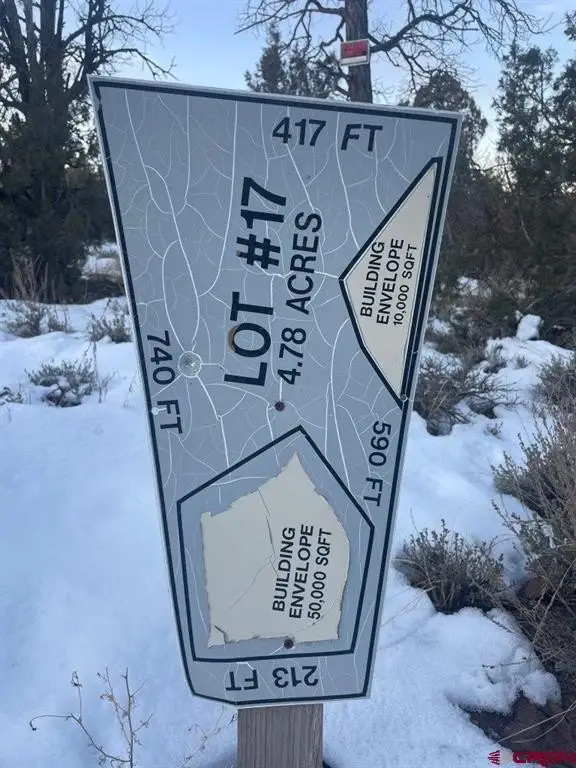 417 FT
LOT #17
4.78 ACRES
BUILDING
ENVELOPE
10,000 SQFT
740 FT
590 FT
BUILDING
ENVELOPE
50,000 SQFT
213 FT